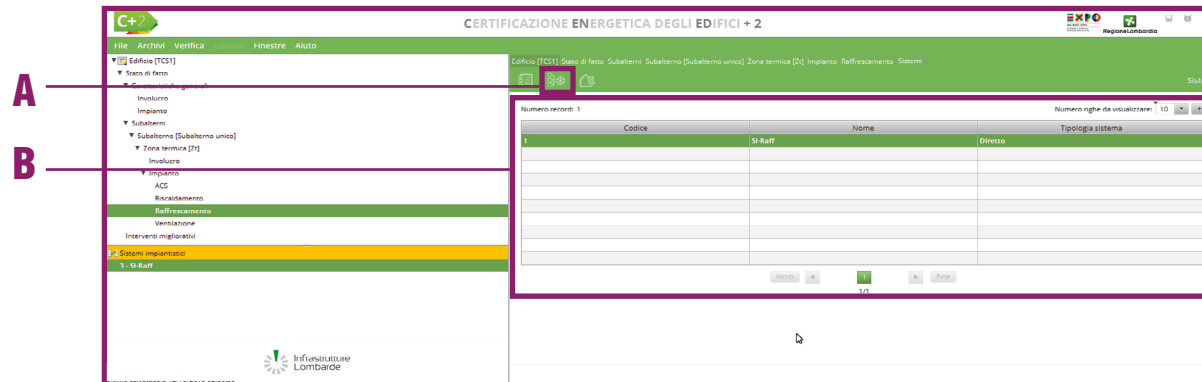 C+2
CERTIFICAZIONE ENERGETICA DEGLI EDIFICI + 2
EXPO
RegioneLombardia
File Archivi Verifica Opzioni Finestre Aiuto
Edificio [TCS1]
Stato di fatto
Caratteristiche generali
Involucro
Impianto
Subalterni
Subalterno [Subalterno unico]
Zona termica [Zt]
Involucro
Impianto
ACS
Riscaldamento
Raffrescamento
Ventilazione
Interventi migliorativi
Sistemi impiantistici
3 - SI-Raff
Infrastrutture
Lombarde
A
B
Edificio [TCS1] Stato di fatto Subalterni Subalterno [Subalterno unico] Zona termica [Zt] Impianto Raffrescamento Sistemi
Siste
Numero record: 1
Numero righe da visualizzare: 10
Codice Nome Tipologia sistema
1 SI-Raff Diretto
Inizio 1 Fine
1/1